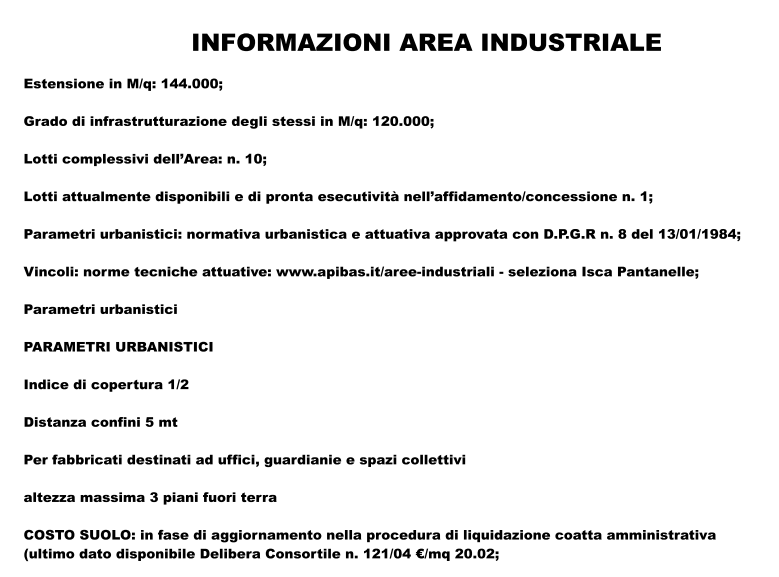 INFORMAZIONI AREA INDUSTRIALE
Estensione in M/q: 144.000;
Grado di infrastrutturazione degli stessi in M/q: 120.000;
Lotti complessivi dell'Area: n. 10;
Lotti attualmente disponibili e di pronta esecutività nell'affidamento/concessione n. 1;
Parametri urbanistici: normativa urbanistica e attuativa approvata con D.P.G.R n. 8 del 13/01/1984;
Vincoli: norme tecniche attuative: www.apibas.it/aree-industriali - seleziona Isca Pantanelle;
Parametri urbanistici
PARAMETRI URBANISTICI
Indice di copertura 1/2
Distanza confini 5 mt
Per fabbricati destinati ad uffici, guardianie e spazi collettivi
altezza massima 3 piani fuori terra
COSTO SUOLO: in fase di aggiornamento nella procedura di liquidazione coatta amministrativa
(ultimo dato disponibile Delibera Consortile n. 121/04 €/mq 20.02;